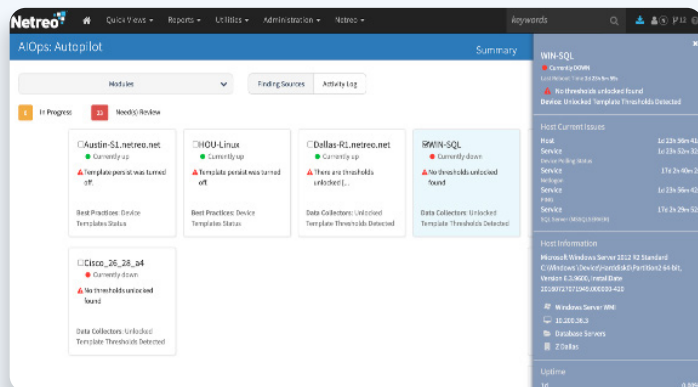 Netreo
Quick Views
Reports
Utilities
Administration
Netreo
keywords
AIOps: Autopilot
Summary
Modules
Finding Sources
Activity Log
In Progress
Need(s) Review
Austin-S1.netreo.net
Currently up
Template persist was turned
off.
Best Practices: Device
Templates Status
HOU-Linux
Currently up
Template persist was turned
off.
Best Practices: Device
Templates Status
Dallas-R1.netreo.net
Currently up
There are thresholds
unlocked (...
Data Collectors: Unlocked
Template Thresholds Detected
WIN-SQL
Currently down
No thresholds unlocked
found
Data Collectors: Unlocked
Template Thresholds Detected
Cisco_26_28_a4
Currently down
No thresholds unlocked
found
Data Collectors: Unlocked
Template Thresholds Detected
WIN-SQL
Currently DOWN
No thresholds unlocked found
Device: Unlocked Template Thresholds Detected
Host Current Issues
Host
Service
Device Polling Status
Service
Netlogon
Service
PING
Service
Host Information
Microsoft Windows Server 2012 R2 Standard
Windows Server WMI
Database Servers
Z Dallas
Uptime